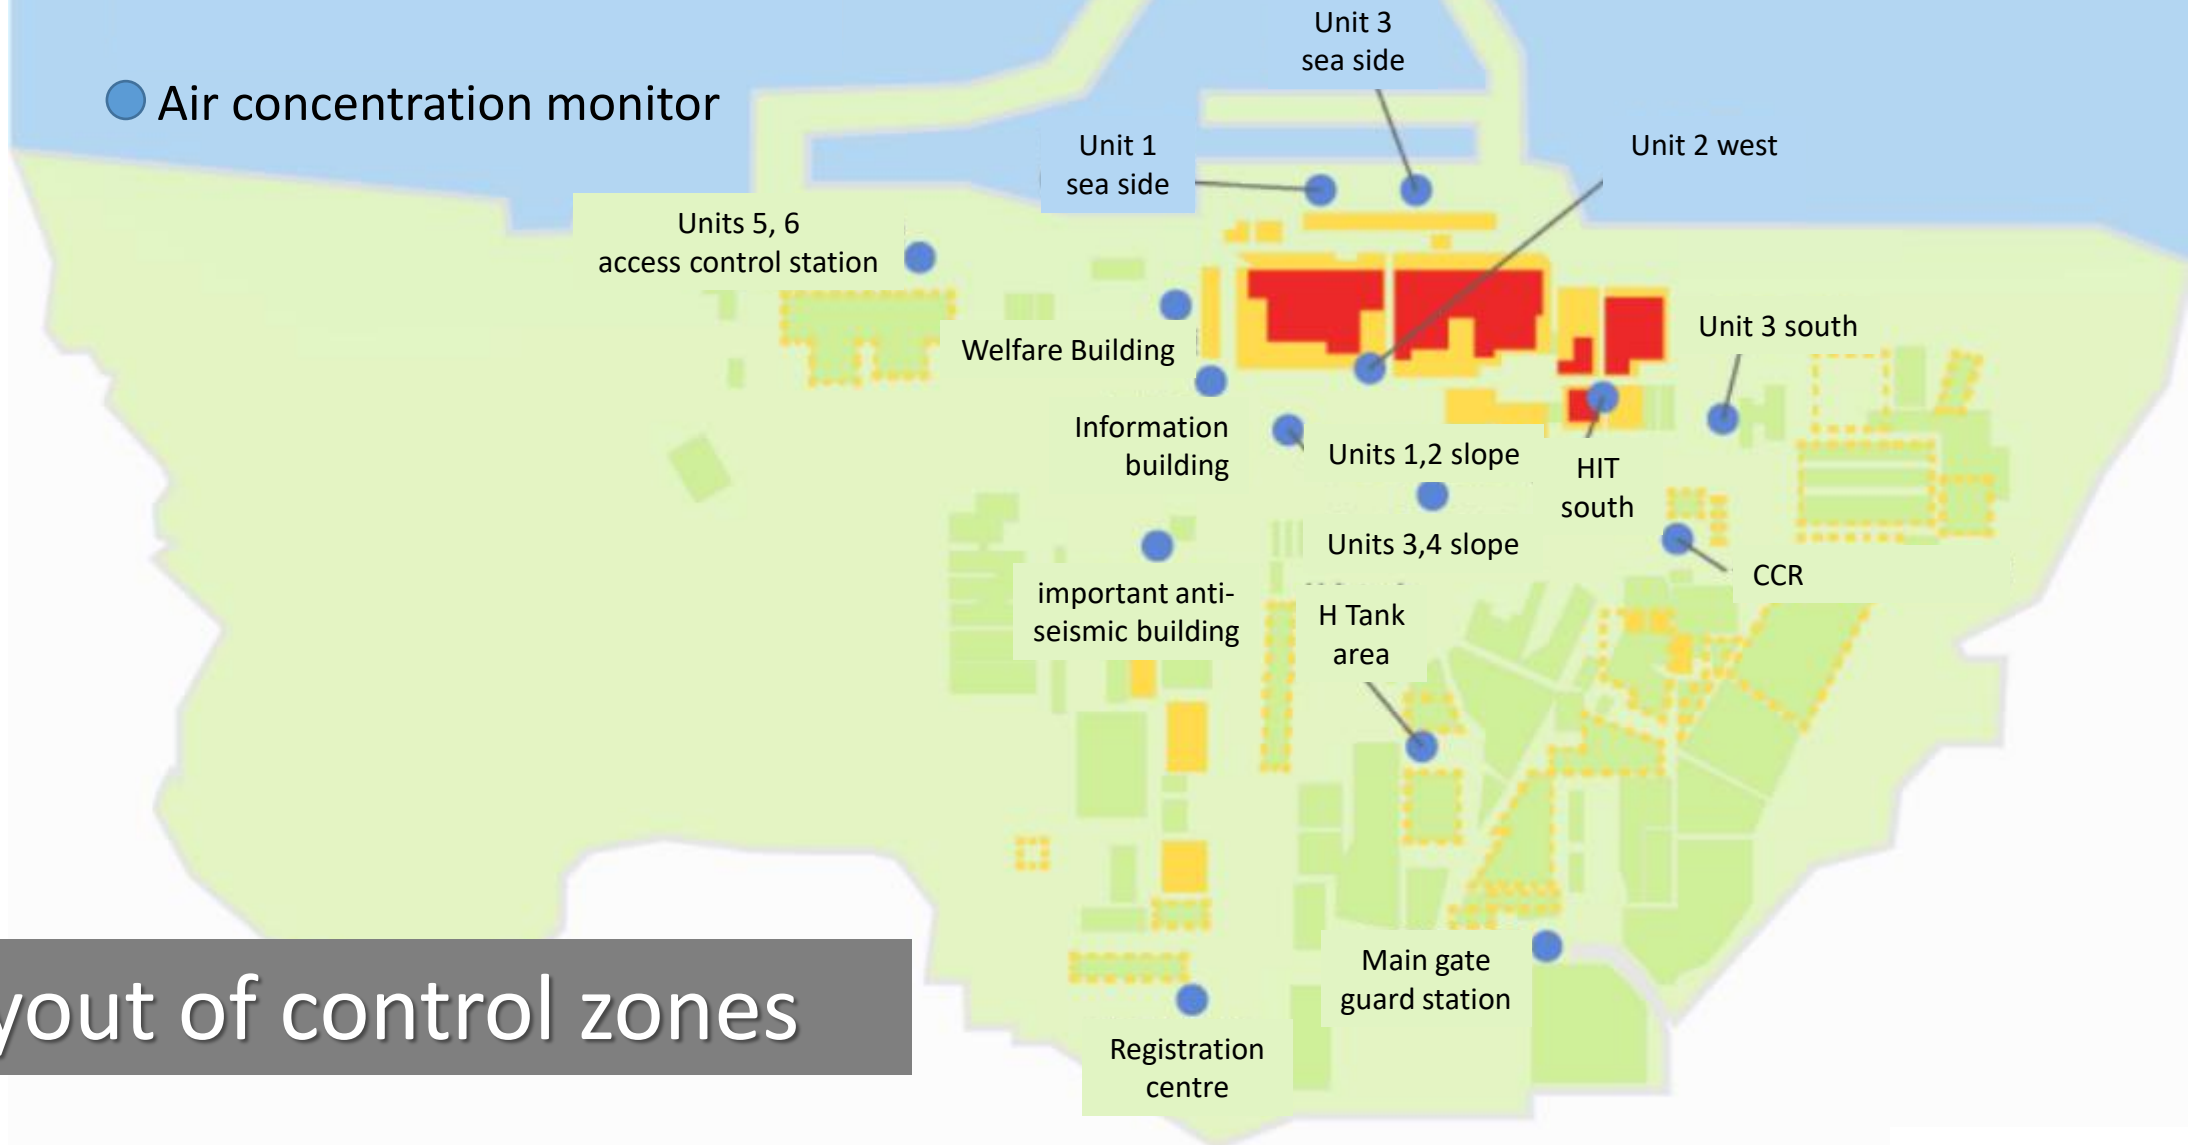 Unit 3
sea side
Air concentration monitor
Unit 1
sea side
Unit 2 west
Units 5, 6
access control station
Unit 3 south
Welfare Building
Information
building
Units 1,2 slope
HIT
south
Units 3,4 slope
CCR
important anti-
seismic building
H Tank
area
Main gate
guard station
yout of control zones
Registration
centre